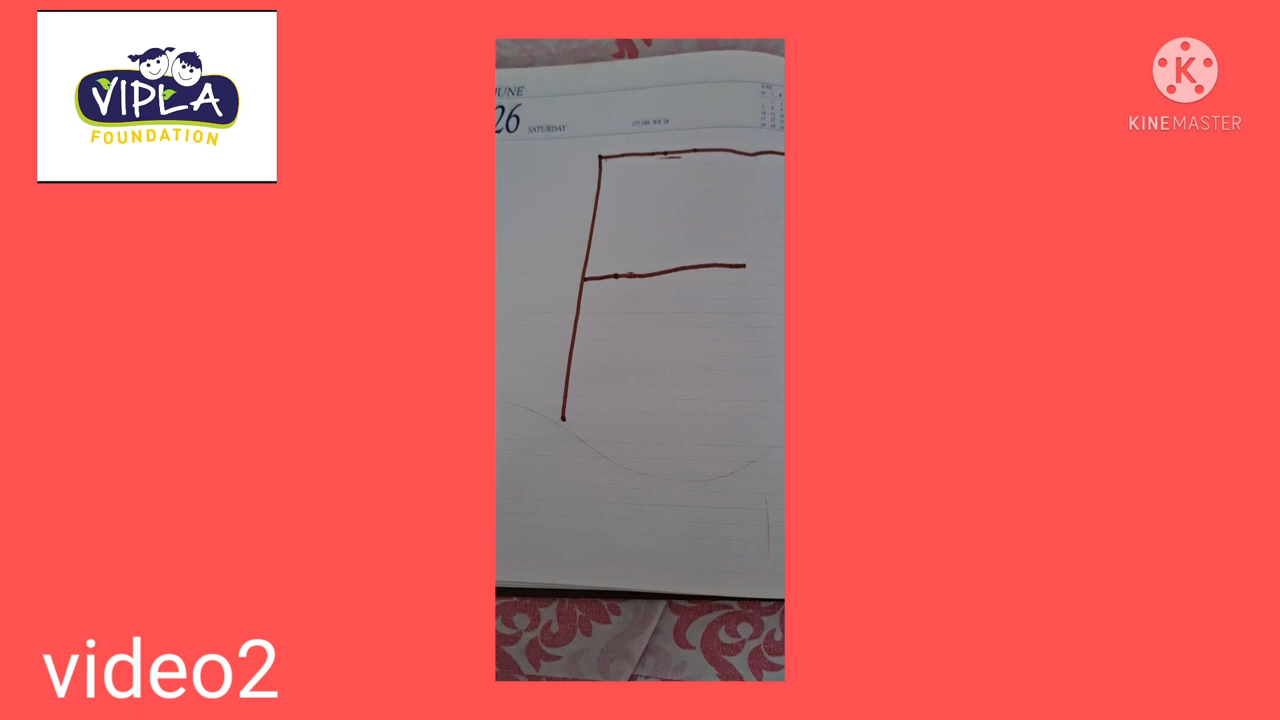 VIPLA
FOUNDATION
KINEMASTER
JUNE
26 SATURDAY
F
video2